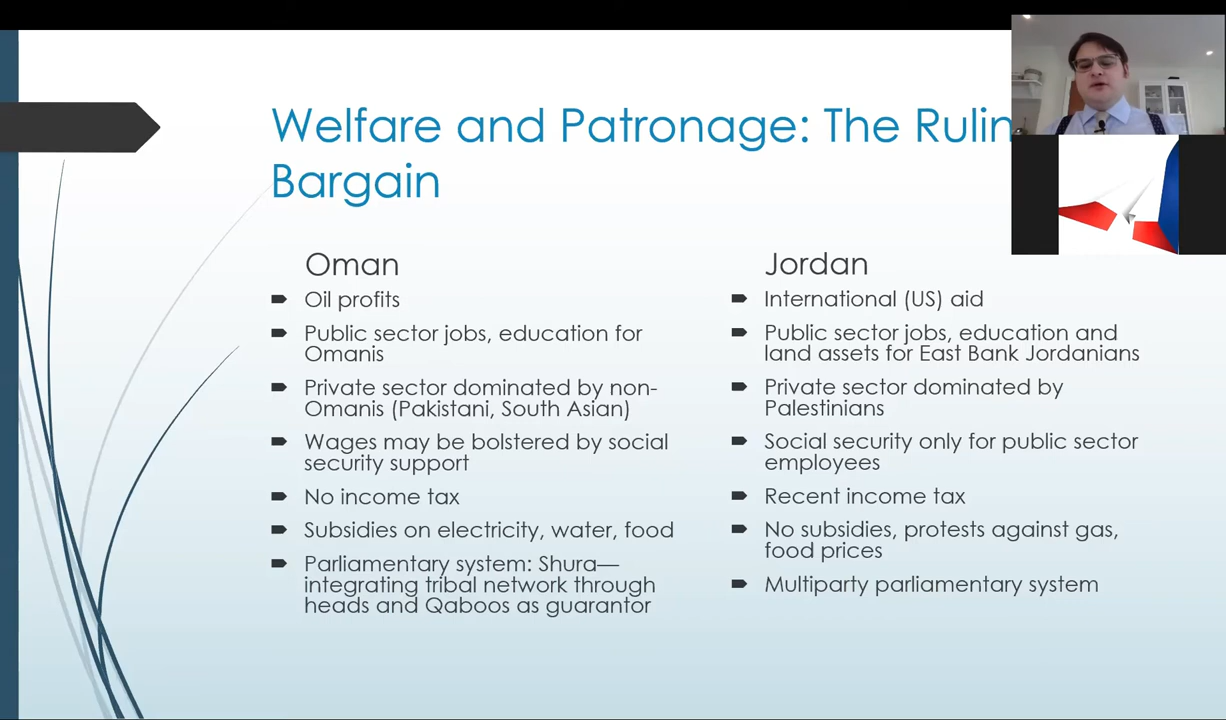 Welfare and Patronage: The Rulin
Bargain
Oman
Oil profits
Public sector jobs, education for
Omanis
Private sector dominated by non-
Omanis (Pakistani, South Asian)
Wages may be bolstered by social
security support
No income tax
Subsidies on electricity, water, food
Parliamentary system: Shura—
integrating tribal network through
heads and Qaboos as guarantor
Jordan
International (US) aid
Public sector jobs, education and
land assets for East Bank Jordanians
Private sector dominated by
Palestinians
Social security only for public sector
employees
Recent income tax
No subsidies, protests against gas,
food prices
Multiparty parliamentary system